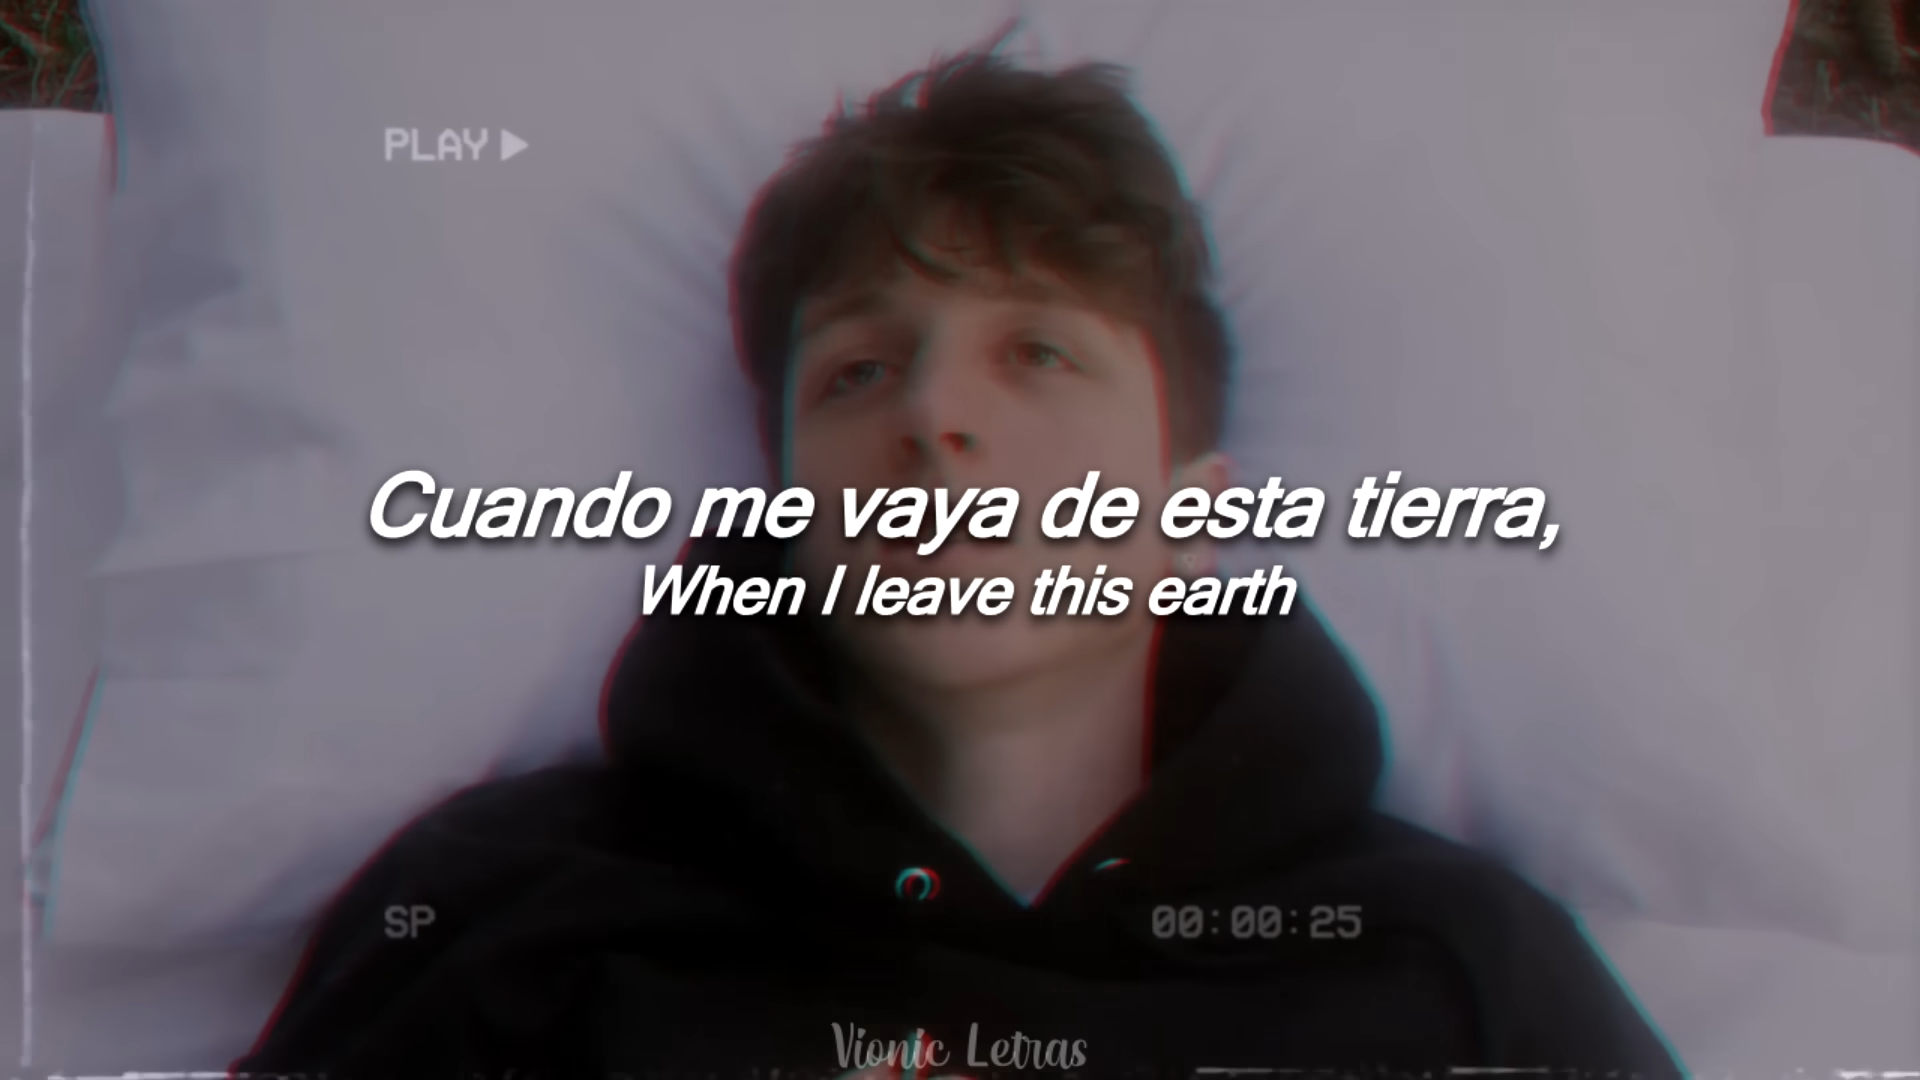 PLAY
Cuando me vaya de esta tierra,
When I leave this earth
SP
00:00:25
Vionic Letras